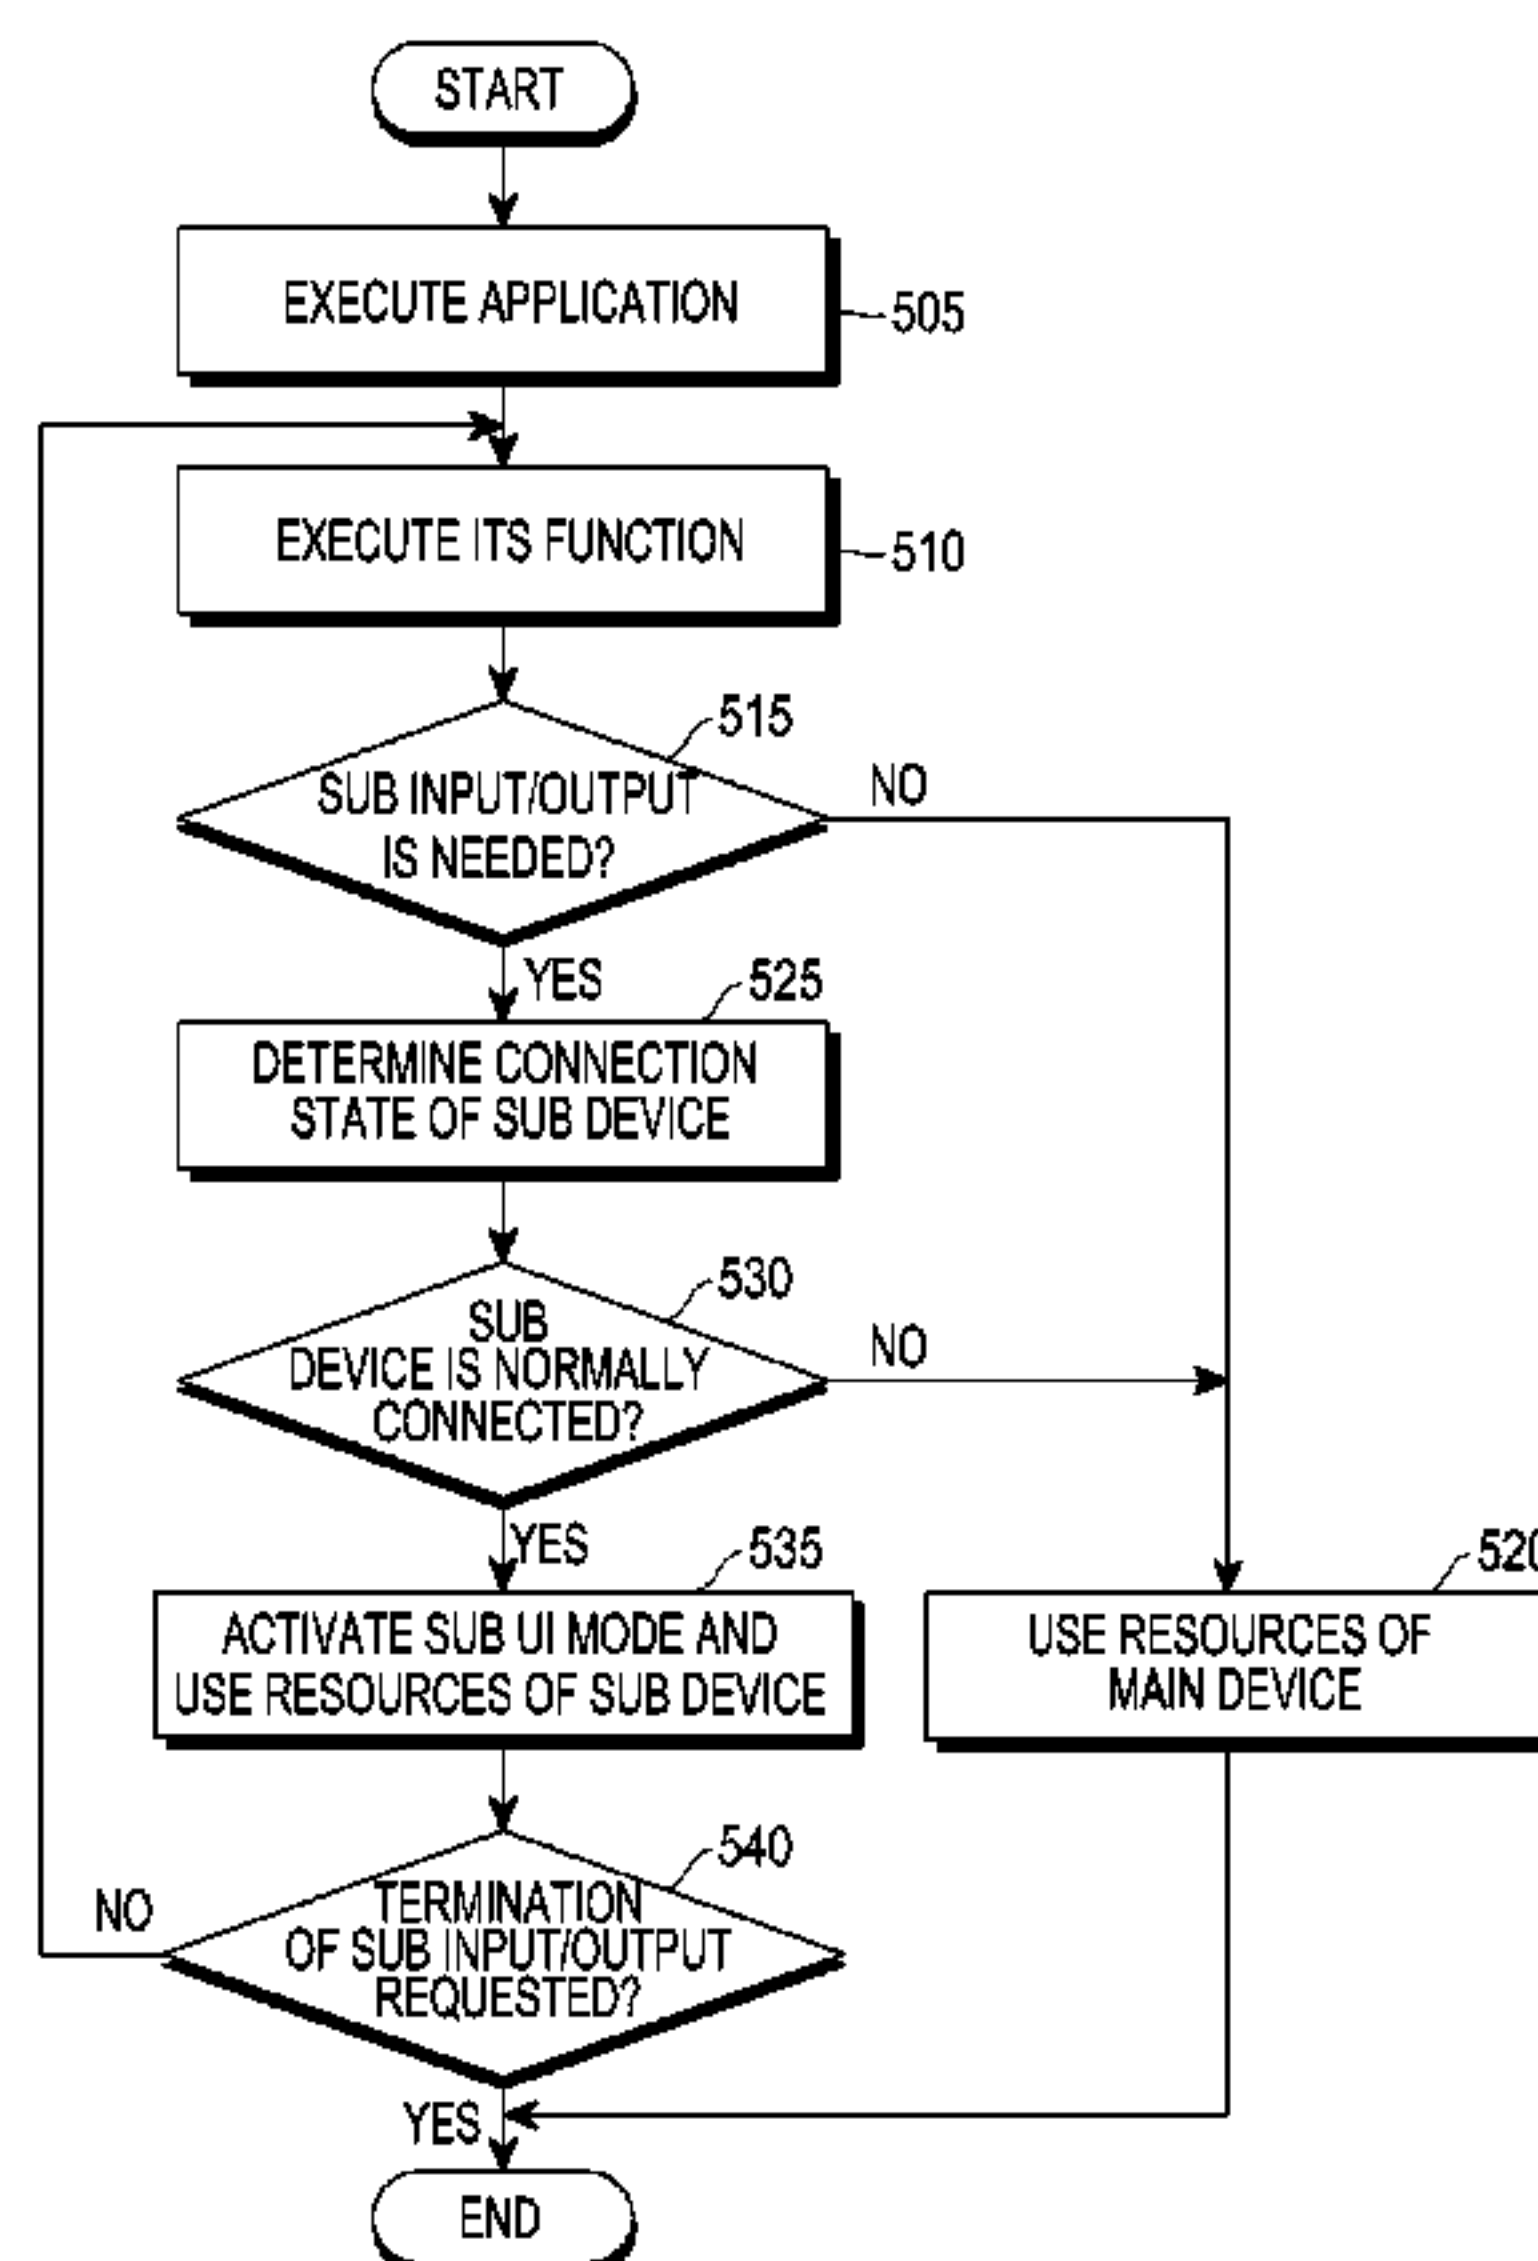 START
EXECUTE APPLICATION
505
EXECUTE ITS FUNCTION
510
515
SUB INPUT/OUTPUT
IS NEEDED?
NO
YES
525
DETERMINE CONNECTION
STATE OF SUB DEVICE
530
SUB
DEVICE IS NORMALLY
CONNECTED?
NO
YES
535
ACTIVATE SUB UI MODE AND
USE RESOURCES OF SUB DEVICE
520
USE RESOURCES OF
MAIN DEVICE
540
TERMINATION
OF SUB INPUT/OUTPUT
REQUESTED?
NO
YES
END